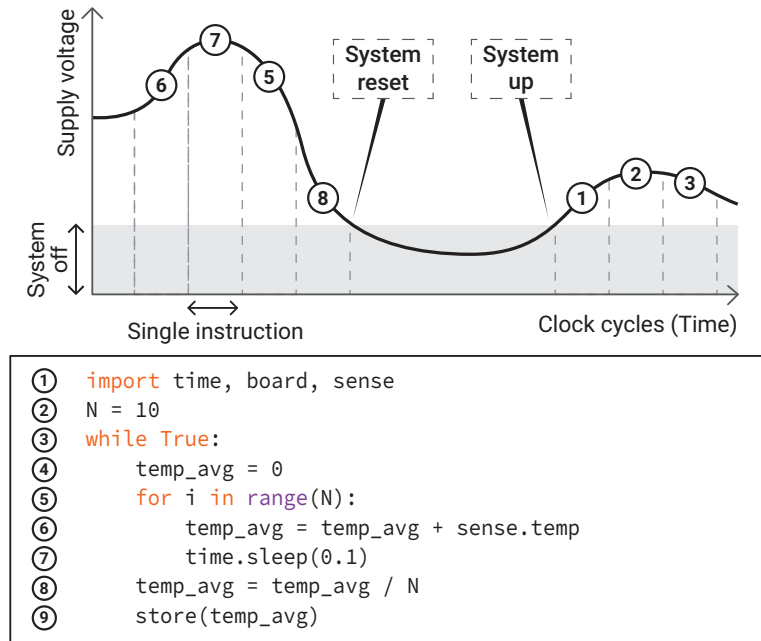 Supply voltage
7
6
5
8
System
reset
System
up
1
2
3
System
off
Single instruction
Clock cycles (Time)
1 import time, board, sense
2 N = 10
3 while True:
4 temp_avg = 0
5 for i in range(N):
6 temp_avg = temp_avg + sense.temp
7 time.sleep(0.1)
8 temp_avg = temp_avg / N
9 store(temp_avg)